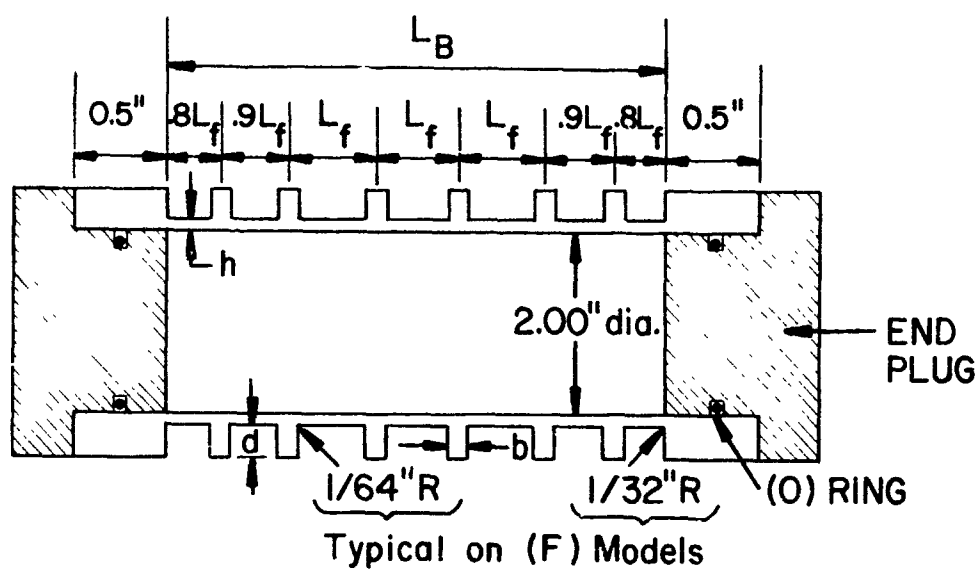 L_B
0.5" .8L_f .9L_f L_f L_f L_f .9L_f .8L_f 0.5"
h
2.00" dia.
END
PLUG
d
b
1/64"R
1/32"R
(O) RING
Typical on (F) Models